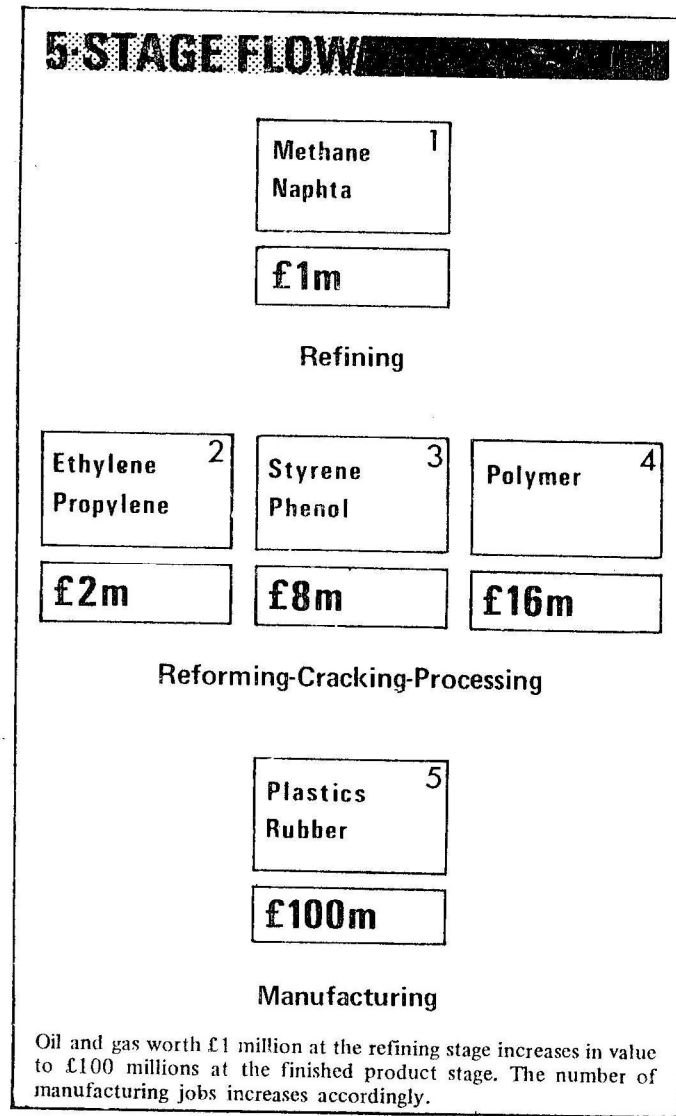 5-STAGE FLOW
1
Methane
Naphta
£1m
Refining
2
Ethylene
Propylene
£2m
3
Styrene
Phenol
£8m
4
Polymer
£16m
Reforming-Cracking-Processing
5
Plastics
Rubber
£100m
Manufacturing
Oil and gas worth £1 million at the refining stage increases in value
to £100 millions at the finished product stage. The number of
manufacturing jobs increases accordingly.